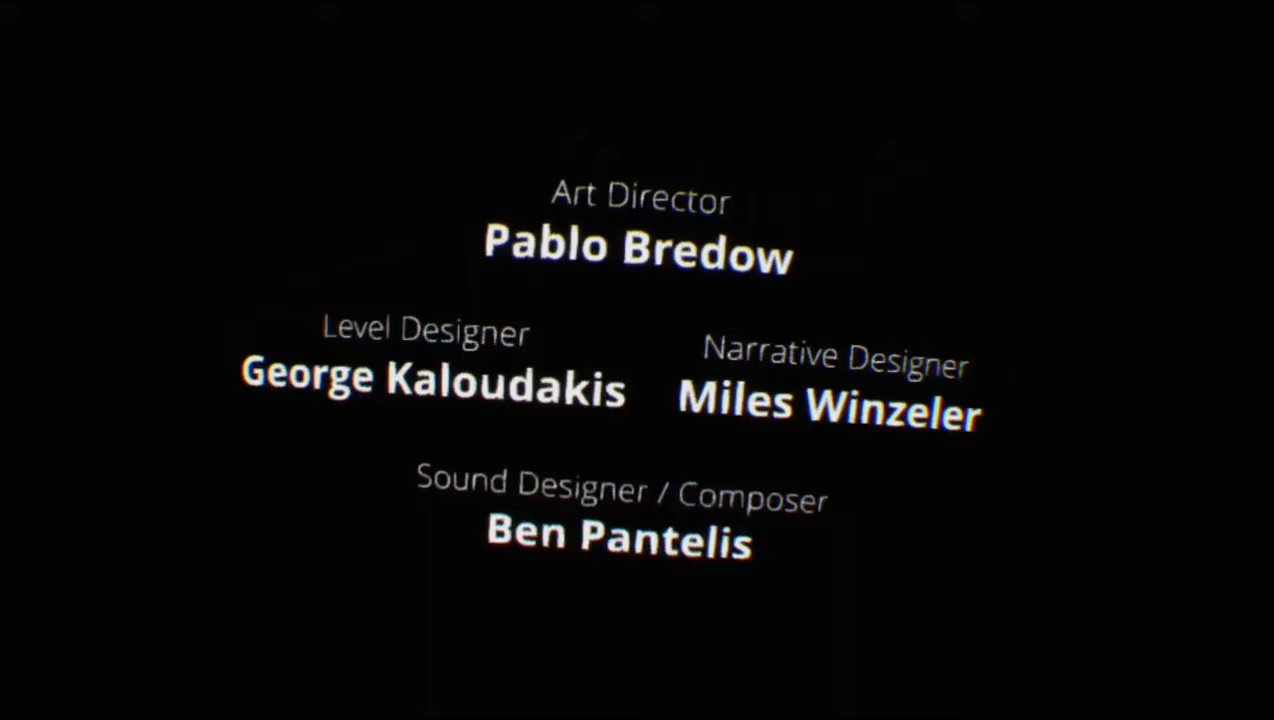 Art Director
Pablo Bredow
Level Designer
George Kaloudakis
Narrative Designer
Miles Winzeler
Sound Designer / Composer
Ben Pantelis